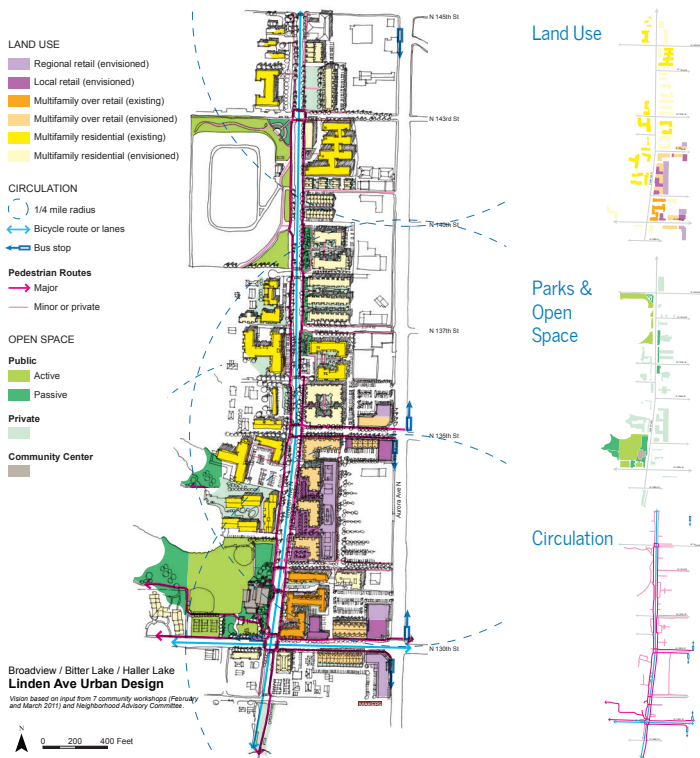 LAND USE
Regional retail (envisioned)
Local retail (envisioned)
Multifamily over retail (existing)
Multifamily over retail (envisioned)
Multifamily residential (existing)
Multifamily residential (envisioned)
CIRCULATION
1/4 mile radius
Bicycle route or lanes
Bus stop
Pedestrian Routes
Major
Minor or private
OPEN SPACE
Public
Active
Passive
Private
Community Center
N 145th St
N 143rd St
N 140th St
N 137th St
N 135th St
Aurora Ave N
N 130th St
Broadview / Bitter Lake / Haller Lake
Linden Ave Urban Design
Vision based on input from 7 community workshops (February
and March 2011) and Neighborhood Advisory Committee.
N
0 200 400 Feet
Land Use
Parks &
Open
Space
Circulation